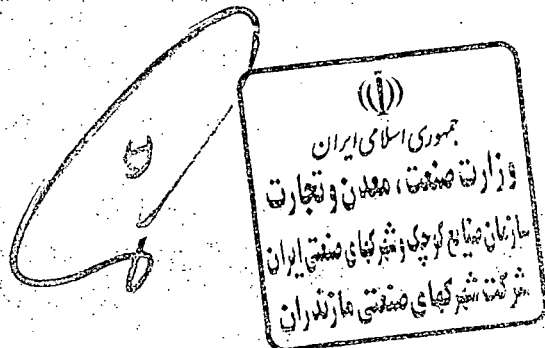 جمهوری اسلامی ایران
وزارت صنعت، معدن و تجارت
سازمان صنایع کوچک و شهرکهای صنعتی ایران
شرکت شهرکهای صنعتی مازندران